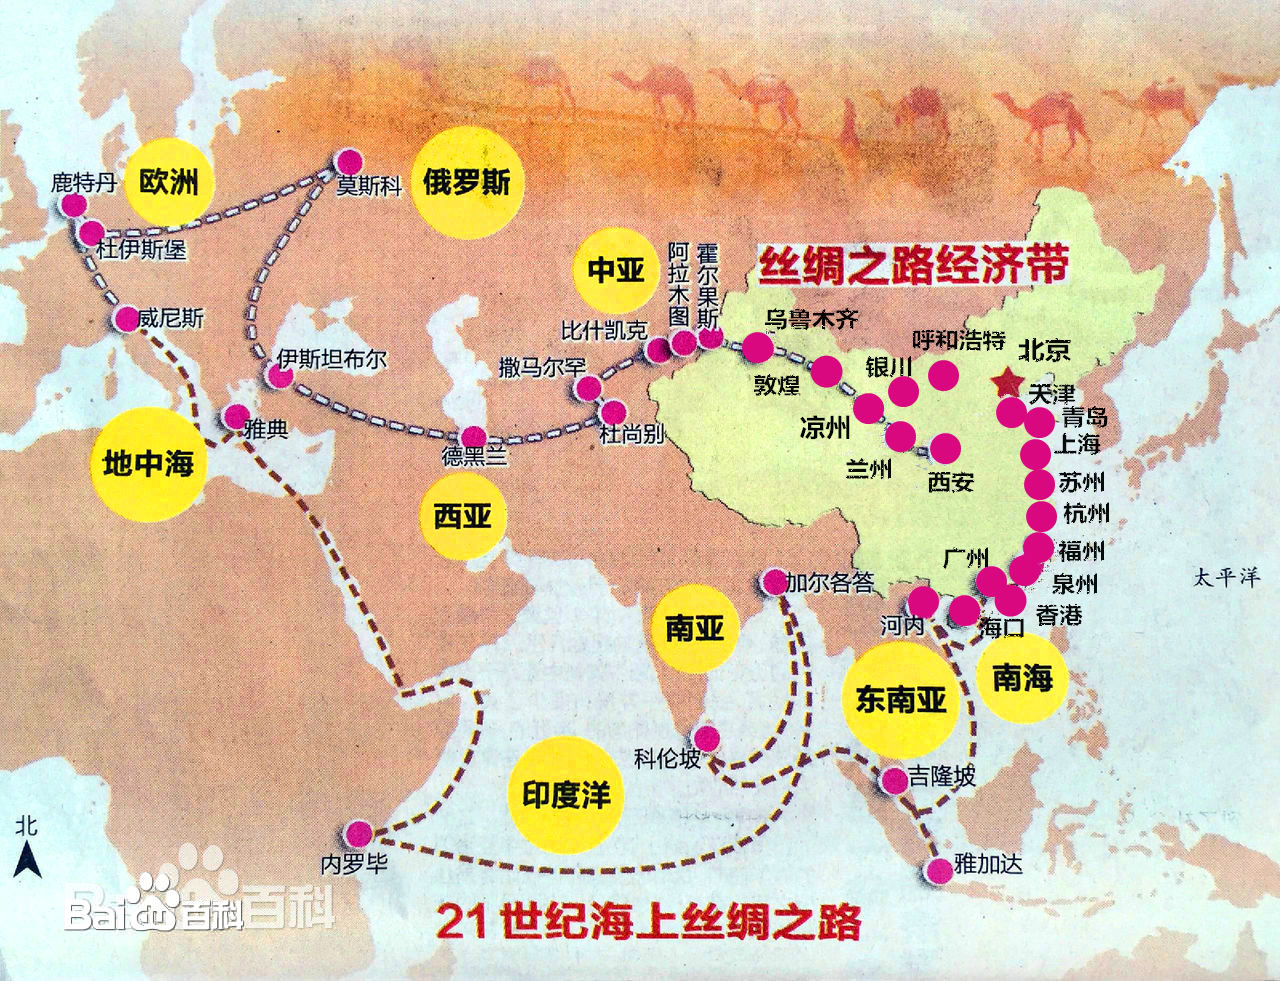 欧洲
俄罗斯
鹿特丹
莫斯科
杜伊斯堡
中亚
阿拉木图
霍尔果斯
丝绸之路经济带
威尼斯
比什凯克
乌鲁木齐
呼和浩特
北京
伊斯坦布尔
撒马尔罕
敦煌
银川
天津
雅典
杜尚别
凉州
青岛
上海
地中海
德黑兰
兰州
西安
苏州
西亚
杭州
广州
福州
太平洋
加尔各答
泉州
南亚
河内
海口
香港
东南亚
南海
科伦坡
吉隆坡
印度洋
北
内罗毕
雅加达
Bai du 百科
百科
21世纪海上丝绸之路